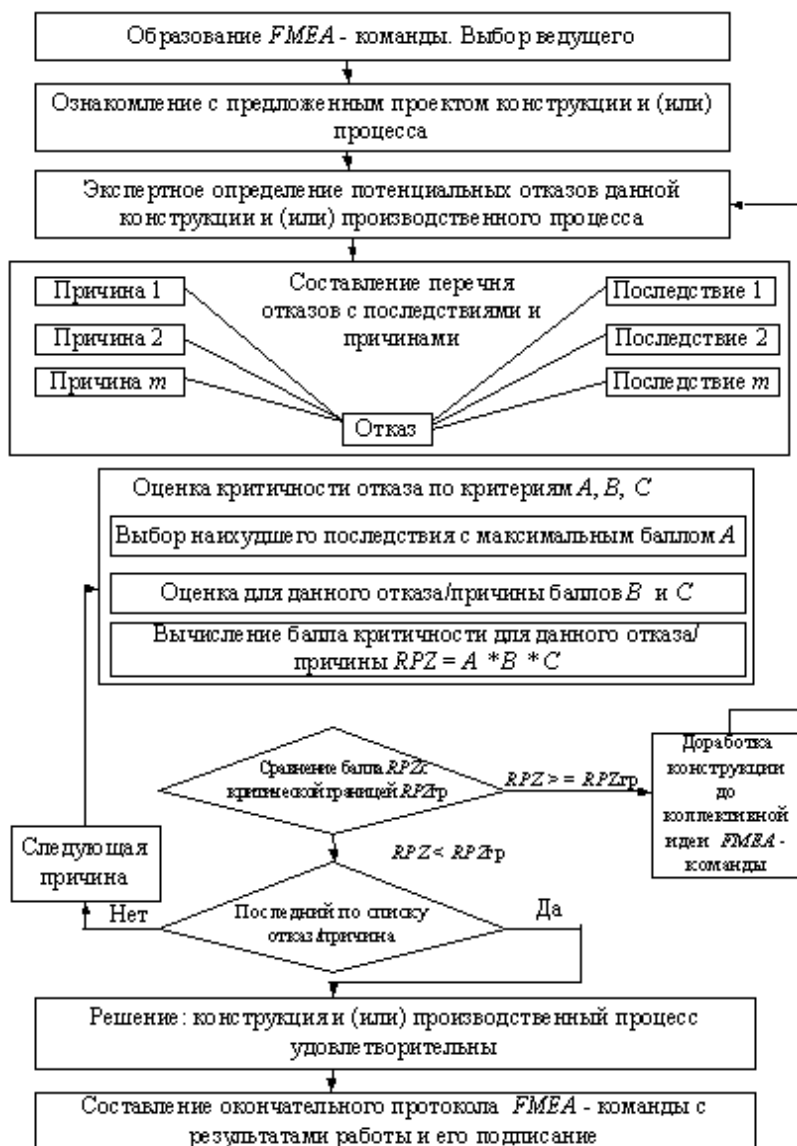 Образование FMEA - команды. Выбор ведущего
Ознакомление с предложенным проектом конструкции и (или)
процесса
Экспертное определение потенциальных отказов данной
конструкции и (или) производственного процесса
Составление перечня
отказов с последствиями и
причинами
Причина 1
Причина 2
Причина m
Последствие 1
Последствие 2
Последствие m
Отказ
Оценка критичности отказа по критериям A, B, C
Выбор наихудшего последствия с максимальным баллом A
Оценка для данного отказа/причины баллов B и C
Вычисление балла критичности для данного отказа/
причины RPZ = A * B * C
Сравнение балла RPZ с
критической границей RPZгр
RPZ > = RPZгр
Доработка
конструкции
до
коллективной
идеи FMEA -
команды
RPZ < RPZгр
Следующая
причина
Нет
Последний по списку
отказ/причина
Да
Решение: конструкция и (или) производственный процесс
удовлетворительны
Составление окончательного протокола FMEA - команды с
результатами работы и его подписание